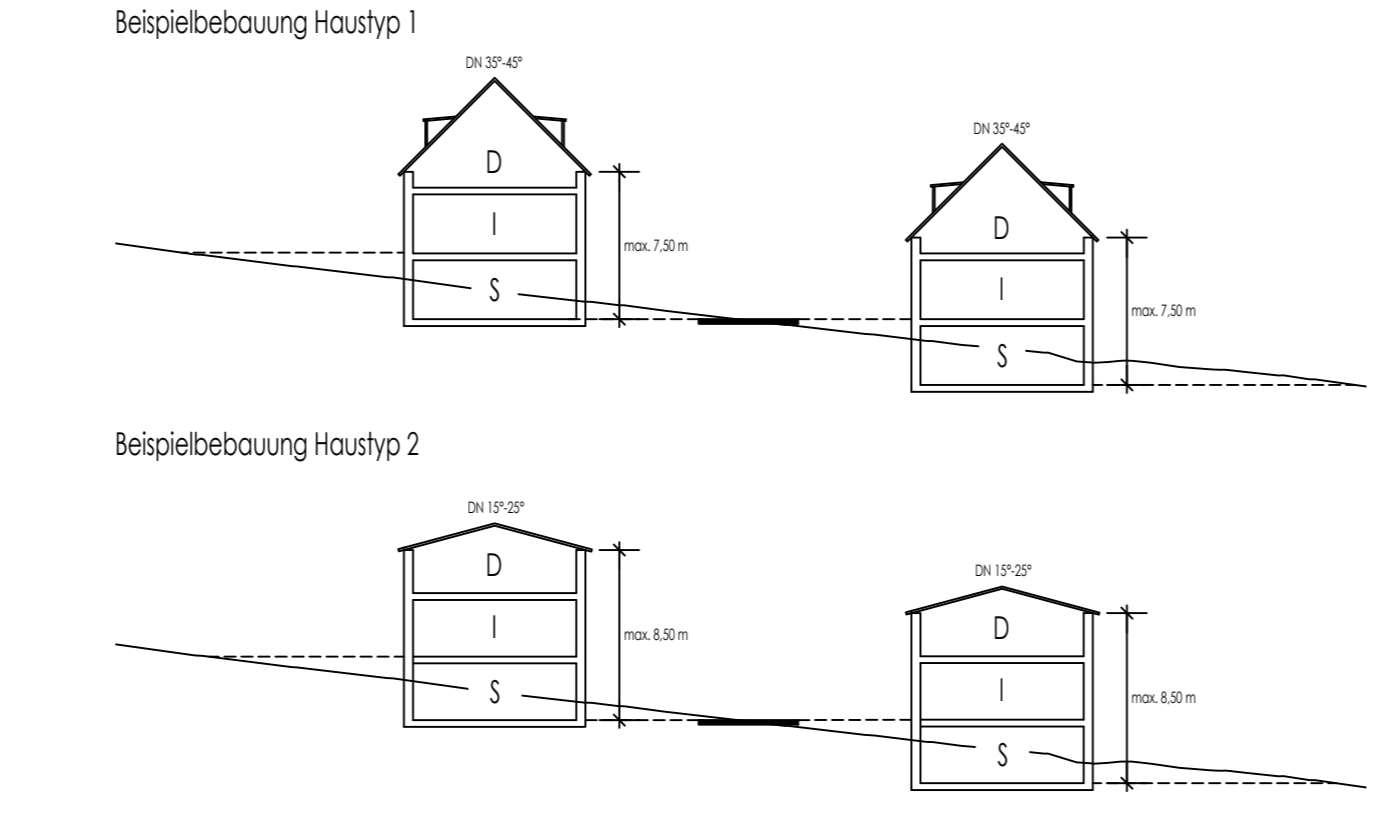 Beispielbebauung Haustyp 1
DN 35°-45°
D
I
S
max. 7,50 m
DN 35°-45°
D
I
S
max. 7,50 m
Beispielbebauung Haustyp 2
DN 15°-25°
D
I
S
max. 8,50 m
DN 15°-25°
D
I
S
max. 8,50 m